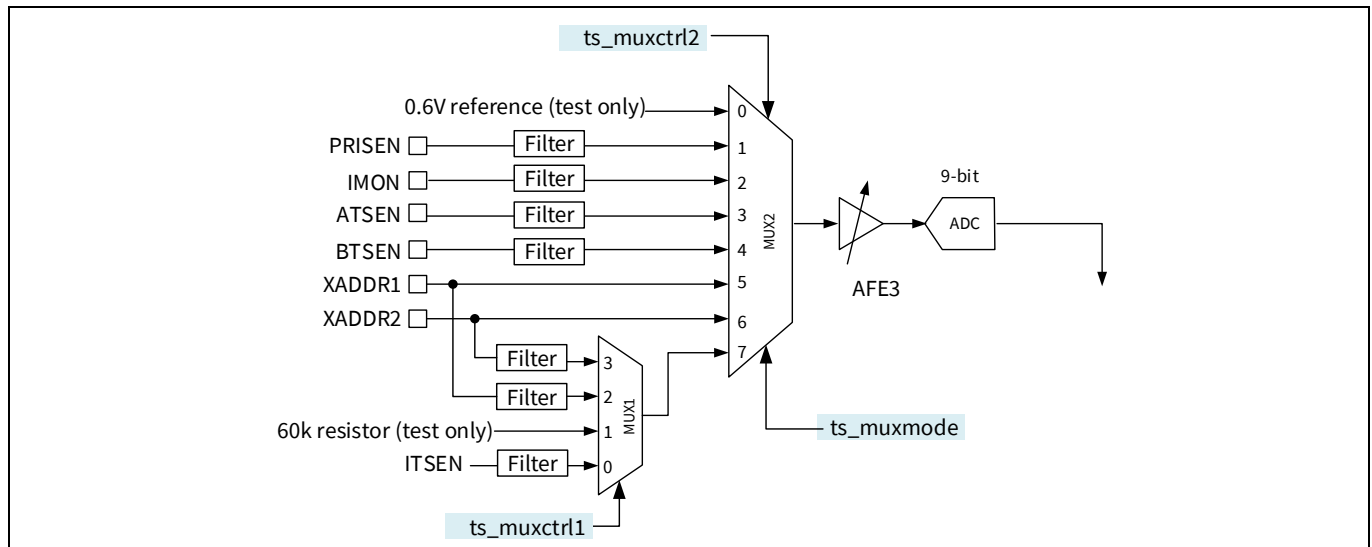 ts_muxctrl2
0.6V reference (test only)
0
PRISEN
Filter
1
IMON
Filter
2
ATSEN
Filter
3
BTSEN
Filter
4
XADDR1
5
XADDR2
6
7
MUX2
9-bit
ADC
AFE3
Filter
3
Filter
2
60k resistor (test only)
1
ITSEN
Filter
0
MUX1
ts_muxmode
ts_muxctrl1